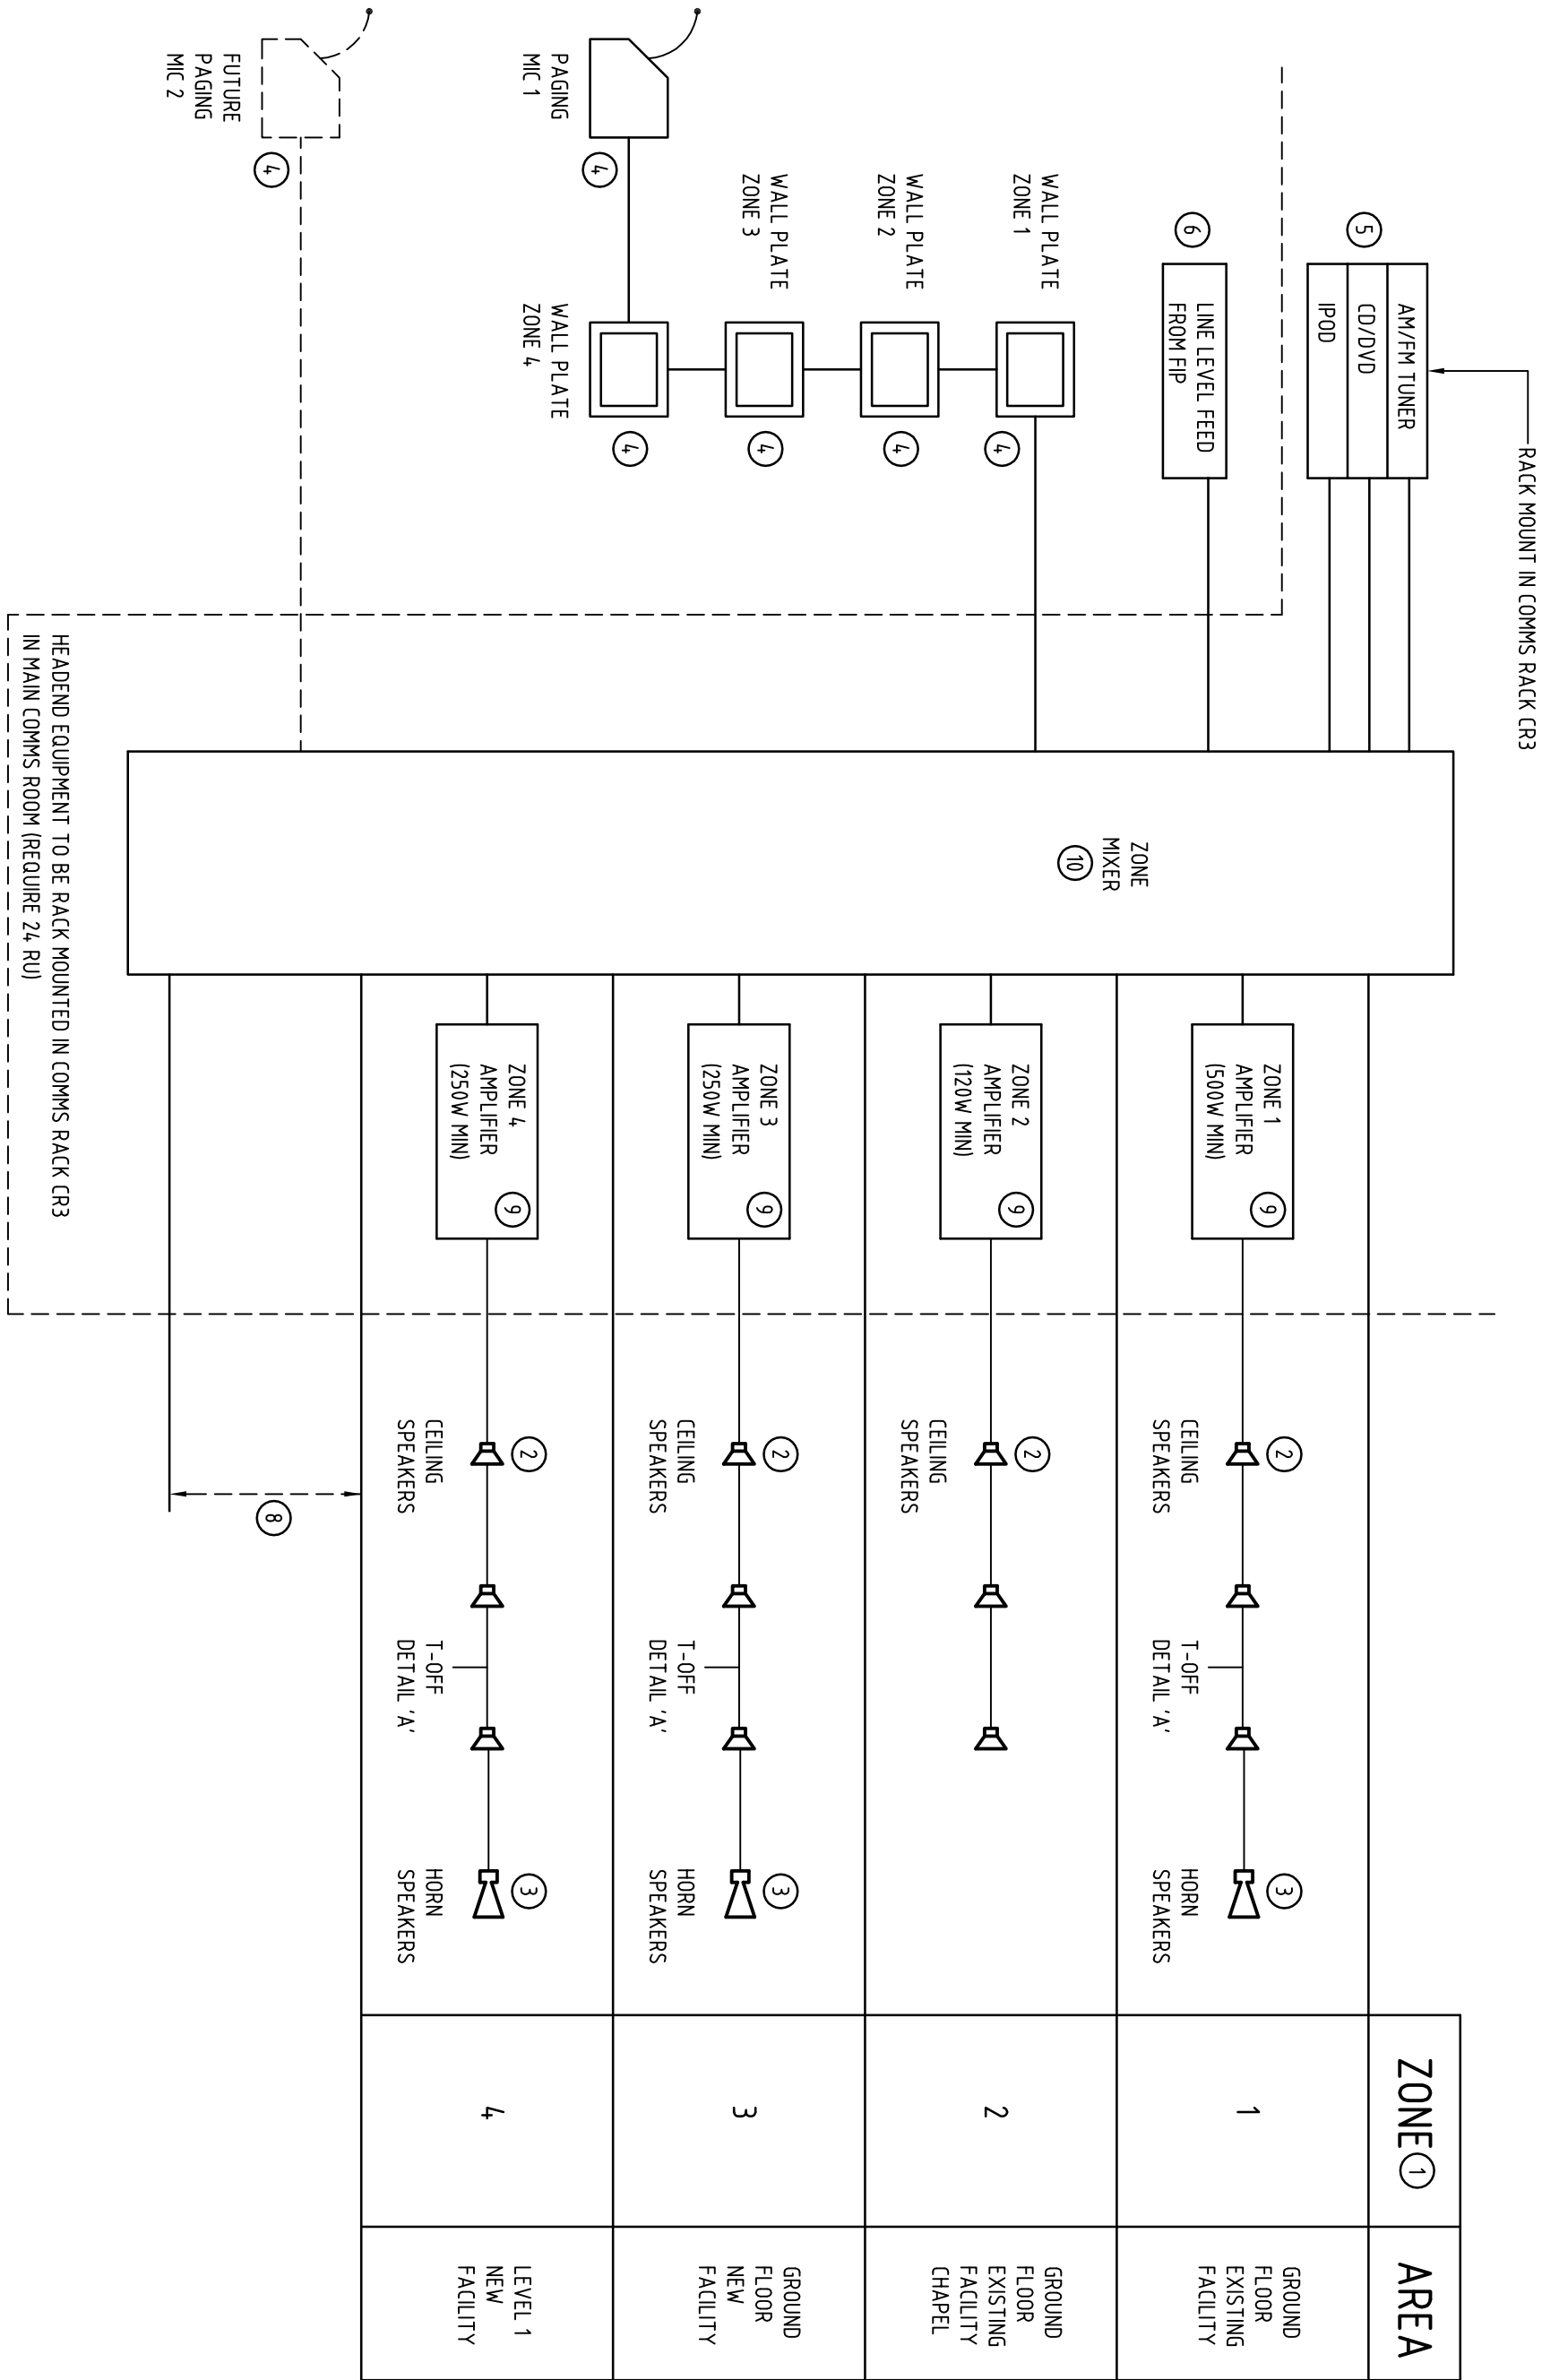 RACK MOUNT IN COMMS RACK CR3
ZONE 1
AREA
5
AM/FM TUNER
CD/DVD
IPOD
6
LINE LEVEL FEED
FROM FIP
WALL PLATE
ZONE 1
4
WALL PLATE
ZONE 2
4
WALL PLATE
ZONE 3
4
WALL PLATE
ZONE 4
4
PAGING
MIC 1
4
FUTURE
PAGING
MIC 2
4
ZONE
MIXER
10
ZONE 1
AMPLIFIER
(500W MIN)
9
2
CEILING
SPEAKERS
T-OFF
DETAIL 'A'
3
HORN
SPEAKERS
1
GROUND
FLOOR
EXISTING
FACILITY
ZONE 2
AMPLIFIER
(120W MIN)
9
2
CEILING
SPEAKERS
2
GROUND
FLOOR
EXISTING
FACILITY
CHAPEL
ZONE 3
AMPLIFIER
(250W MIN)
9
2
CEILING
SPEAKERS
T-OFF
DETAIL 'A'
3
HORN
SPEAKERS
3
GROUND
FLOOR
NEW
FACILITY
ZONE 4
AMPLIFIER
(250W MIN)
9
2
CEILING
SPEAKERS
T-OFF
DETAIL 'A'
3
HORN
SPEAKERS
4
LEVEL 1
NEW
FACILITY
8
HEADEND EQUIPMENT TO BE RACK MOUNTED IN COMMS RACK CR3
IN MAIN COMMS ROOM (REQUIRE 24 RU)